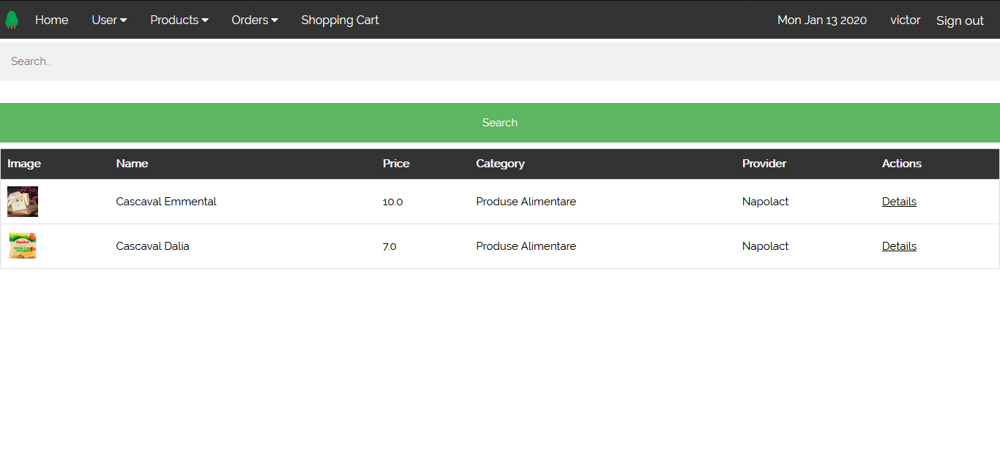 Home User Products Orders Shopping Cart Mon Jan 13 2020 victor Sign out
Search..
Search
Image Name Price Category Provider Actions
Cascaval Emmental 10.0 Produse Alimentare Napolact Details
Cascaval Dalia 7.0 Produse Alimentare Napolact Details